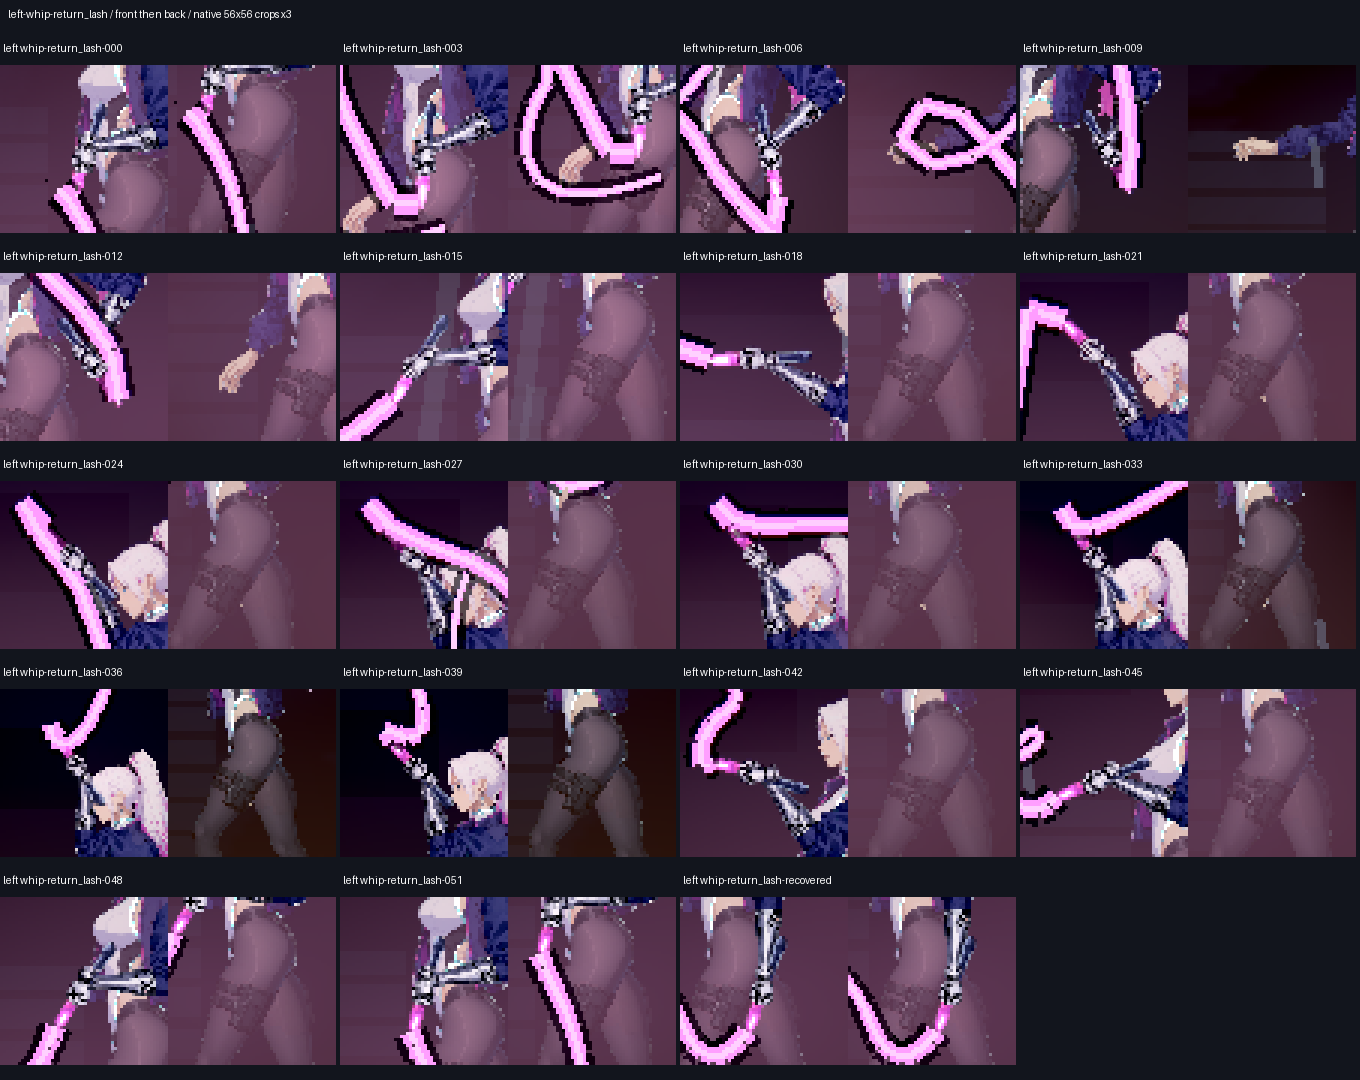 left-whip-return_lash / front then back / native 56x56 crops x3
left whip-return_lash-000
left whip-return_lash-003
left whip-return_lash-006
left whip-return_lash-009
left whip-return_lash-012
left whip-return_lash-015
left whip-return_lash-018
left whip-return_lash-021
left whip-return_lash-024
left whip-return_lash-027
left whip-return_lash-030
left whip-return_lash-033
left whip-return_lash-036
left whip-return_lash-039
left whip-return_lash-042
left whip-return_lash-045
left whip-return_lash-048
left whip-return_lash-051
left whip-return_lash-recovered